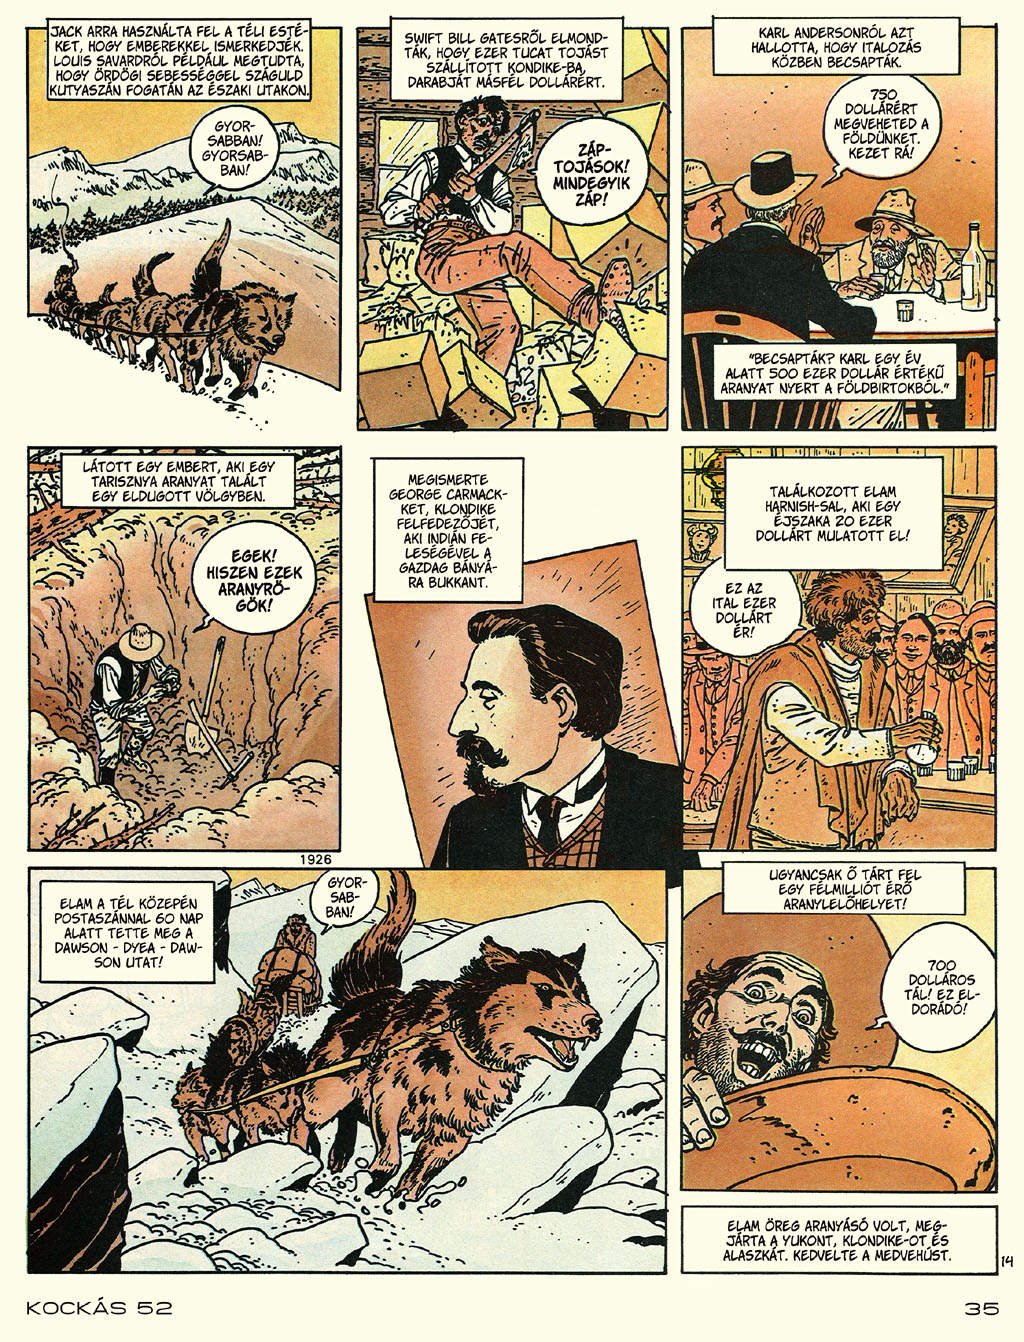 JACK ARRA HASZNÁLTA FEL A TÉLI ESTÉ-
KET, HOGY EMBEREKKEL ISMERKEDJÉK.
LOUIS SAVARDRÓL PÉLDÁUL MEGTUDTA,
HOGY ÖRDÖGI SEBESSÉGGEL SZÁGULD
KUTYASZÁN FOGATÁN AZ ÉSZAKI UTAKON.
GYOR-
SABBAN!
GYORSAB-
BAN!
SWIFT BILL GATESRŐL ELMOND-
TÁK, HOGY EZER TUCAT TOJÁST
SZÁLLÍTOTT KONDIKE-BA,
DARABJÁT MÁSFÉL DOLLÁRÉRT.
ZÁP-
TOJÁSOK!
MINDEGYIK
ZÁP!
KARL ANDERSONRÓL AZT
HALLOTTA, HOGY ITALOZÁS
KÖZBEN BECSAPTÁK.
750
DOLLÁRÉRT
MEGVEHETED A
FÖLDÜNKET.
KEZET RÁ!
"BECSAPTÁK? KARL EGY ÉV
ALATT 500 EZER DOLLÁR ÉRTÉKŰ
ARANYAT NYERT A FÖLDBIRTOKBÓL."
LÁTOTT EGY EMBERT, AKI EGY
TARISZNYA ARANYAT TALÁLT
EGY ELDUGOTT VÖLGYBEN.
EGEK!
HISZEN EZEK
ARANYRÖ-
GÖK!
MEGISMERTE
GEORGE CARMACK-
KET, KLONDIKE
FELFEDEZŐJÉT,
AKI INDIÁN FE-
LESÉGÉVEL A
GAZDAG BÁNYÁ-
RA BUKKANT.
TALÁLKOZOTT ELAM
HARNISH-SAL, AKI EGY
ÉJSZAKA 20 EZER
DOLLÁRT MULATOTT EL!
EZ AZ
ITAL EZER
DOLLÁRT
ÉR!
1926
ELAM A TÉL KÖZEPÉN
POSTASZÁNNAL 60 NAP
ALATT TETTE MEG A
DAWSON - DYEA - DAW-
SON UTAT!
GYOR-
SAB-
BAN!
UGYANCSAK Ő TÁRT FEL
EGY FÉLMILLIÓT ÉRŐ
ARANYLELŐHELYET!
700
DOLLÁROS
TÁL! EZ EL-
DORÁDÓ!
ELAM ÖREG ARANYÁSÓ VOLT, MEG-
JÁRTA A YUKONT, KLONDIKE-OT ÉS
ALASZKÁT. KEDVELTE A MEDVEHÚST.
14
KOCKÁS 52
35